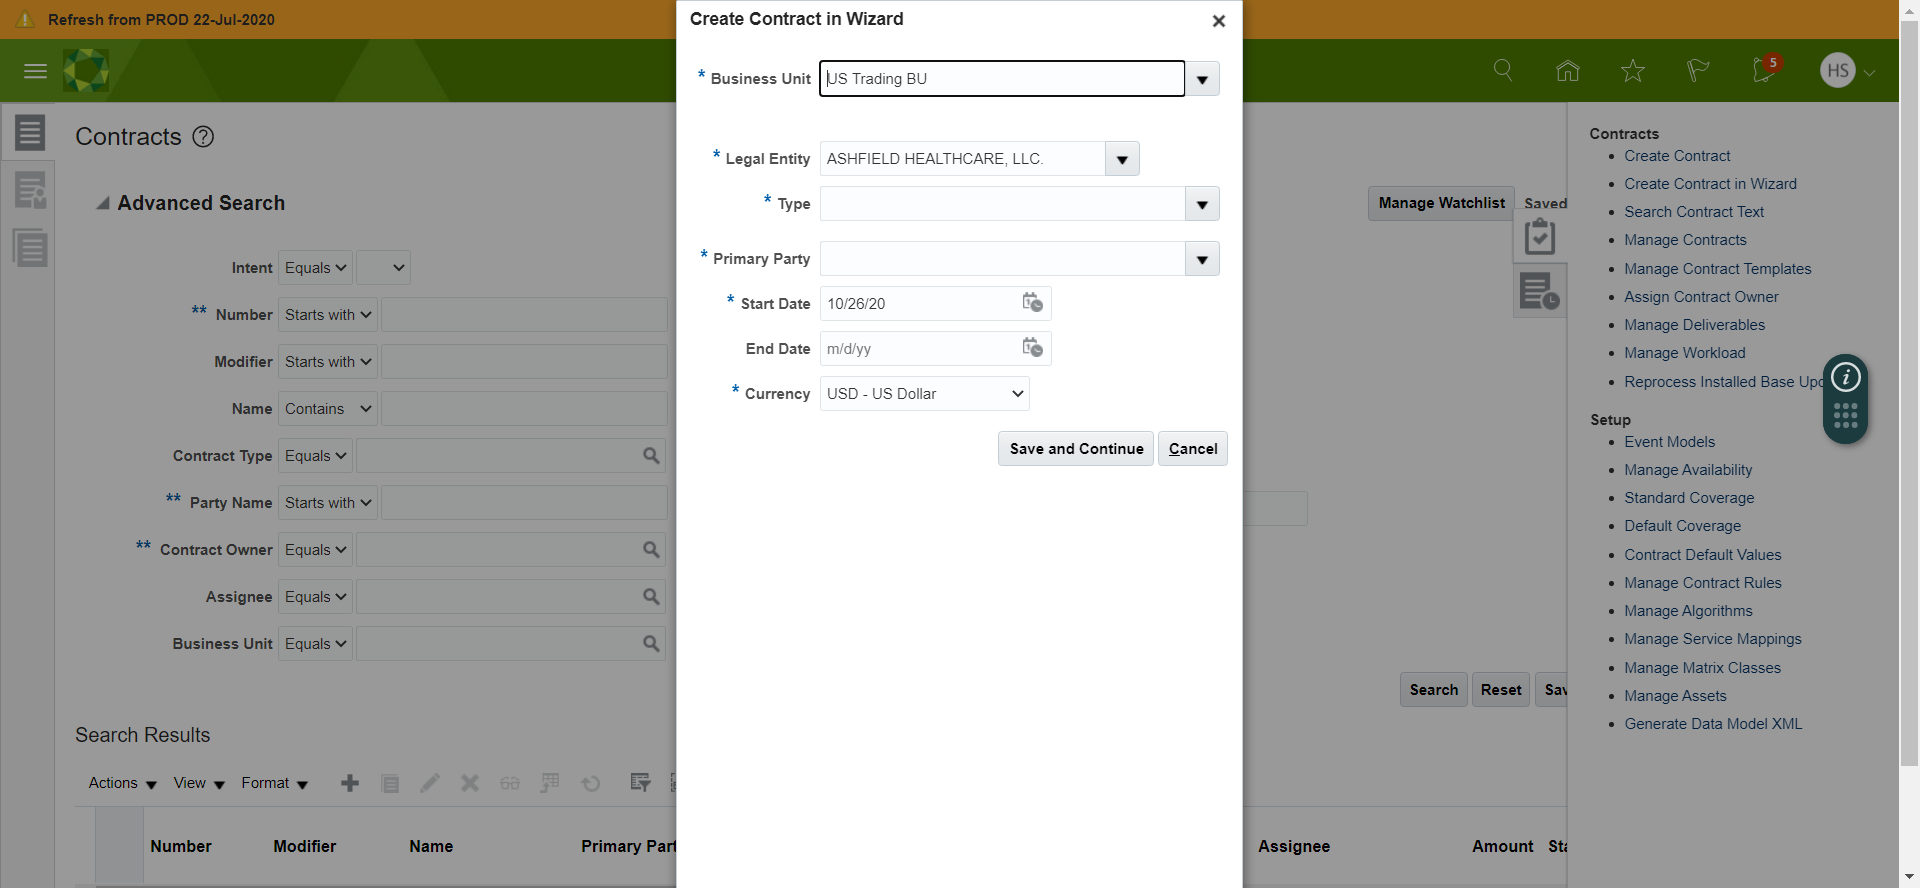 Refresh from PROD 22-Jul-2020
HS
5
Create Contract in Wizard
* Business Unit US Trading BU
* Legal Entity ASHFIELD HEALTHCARE, LLC.
* Type
* Primary Party
* Start Date 10/26/20
End Date m/d/yy
* Currency USD - US Dollar
Save and Continue Cancel
Contracts
Advanced Search
Manage Watchlist Saved
Intent Equals
** Number Starts with
Modifier Starts with
Name Contains
Contract Type Equals
** Party Name Starts with
** Contract Owner Equals
Assignee Equals
Business Unit Equals
Search Reset
Search Results
Actions View Format
Number Modifier Name Primary Assignee Amount
Contracts
Create Contract
Create Contract in Wizard
Search Contract Text
Manage Contracts
Manage Contract Templates
Assign Contract Owner
Manage Deliverables
Manage Workload
Reprocess Installed Base
Setup
Event Models
Manage Availability
Standard Coverage
Default Coverage
Contract Default Values
Manage Contract Rules
Manage Algorithms
Manage Service Mappings
Manage Matrix Classes
Manage Assets
Generate Data Model XML